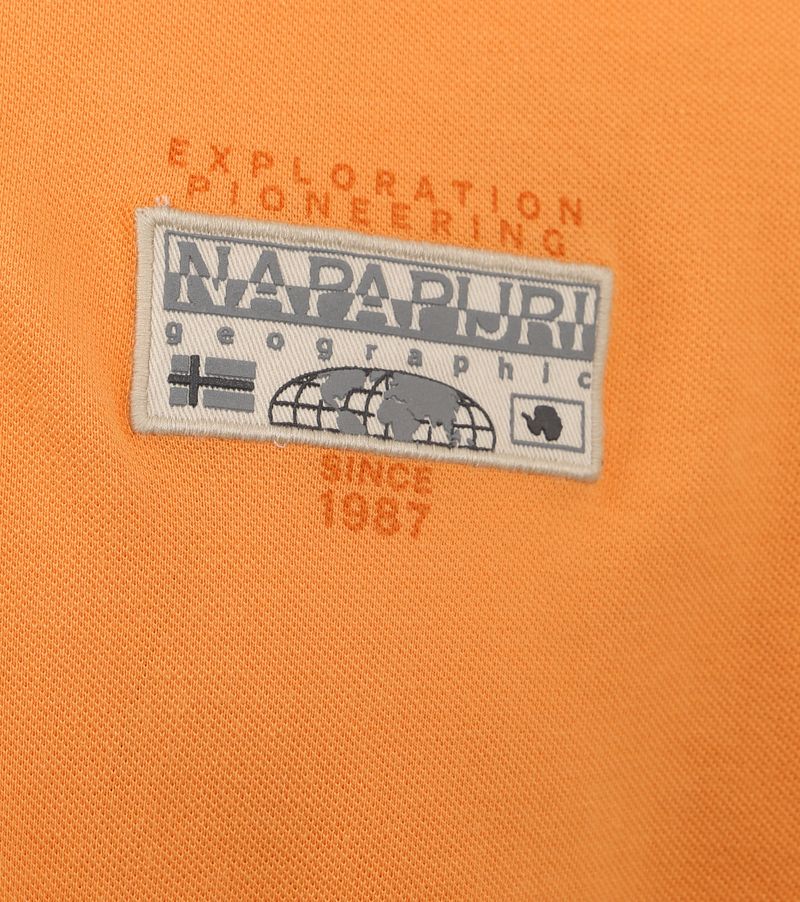 EXPLORATION
PIONEERING
NAPAPIJRI
geographic
SINCE
1987